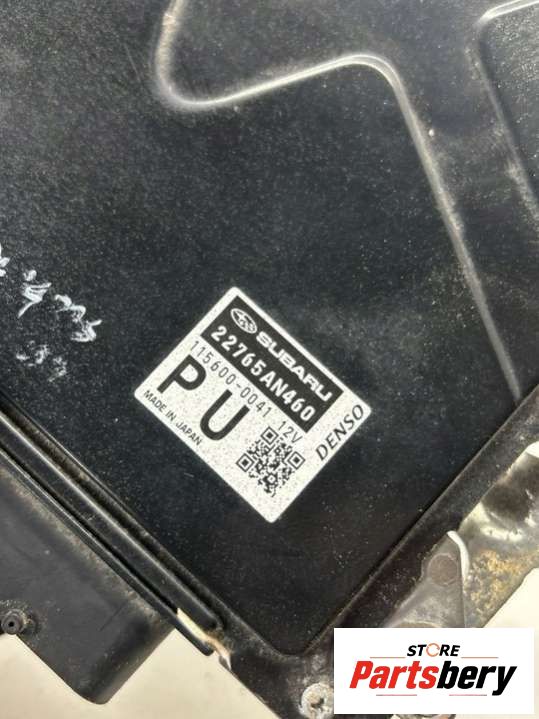 SUBARU
22765AN460
115600-0041 12V
PU
DENSO
MADE IN JAPAN
STORE
Partsbery